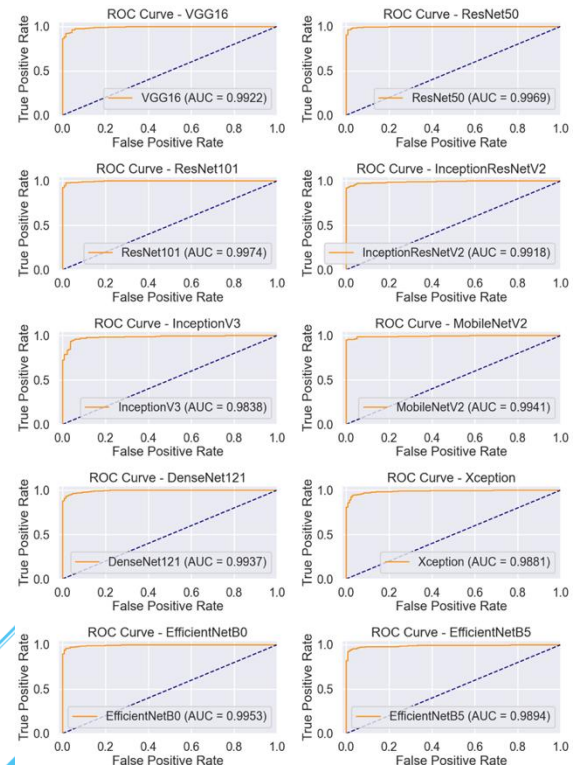 ROC Curve - VGG16
True Positive Rate
1.0
0.5
0.0
VGG16 (AUC = 0.9922)
0.0 0.2 0.4 0.6 0.8 1.0
False Positive Rate
ROC Curve - ResNet50
True Positive Rate
1.0
0.5
0.0
ResNet50 (AUC = 0.9969)
0.0 0.2 0.4 0.6 0.8 1.0
False Positive Rate
ROC Curve - ResNet101
True Positive Rate
1.0
0.5
0.0
ResNet101 (AUC = 0.9974)
0.0 0.2 0.4 0.6 0.8 1.0
False Positive Rate
ROC Curve - InceptionResNetV2
True Positive Rate
1.0
0.5
0.0
InceptionResNetV2 (AUC = 0.9918)
0.0 0.2 0.4 0.6 0.8 1.0
False Positive Rate
ROC Curve - InceptionV3
True Positive Rate
1.0
0.5
0.0
InceptionV3 (AUC = 0.9838)
0.0 0.2 0.4 0.6 0.8 1.0
False Positive Rate
ROC Curve - MobileNetV2
True Positive Rate
1.0
0.5
0.0
MobileNetV2 (AUC = 0.9941)
0.0 0.2 0.4 0.6 0.8 1.0
False Positive Rate
ROC Curve - DenseNet121
True Positive Rate
1.0
0.5
0.0
DenseNet121 (AUC = 0.9937)
0.0 0.2 0.4 0.6 0.8 1.0
False Positive Rate
ROC Curve - Xception
True Positive Rate
1.0
0.5
0.0
Xception (AUC = 0.9881)
0.0 0.2 0.4 0.6 0.8 1.0
False Positive Rate
ROC Curve - EfficientNetB0
True Positive Rate
1.0
0.5
0.0
EfficientNetB0 (AUC = 0.9953)
0.0 0.2 0.4 0.6 0.8 1.0
False Positive Rate
ROC Curve - EfficientNetB5
True Positive Rate
1.0
0.5
0.0
EfficientNetB5 (AUC = 0.9894)
0.0 0.2 0.4 0.6 0.8 1.0
False Positive Rate